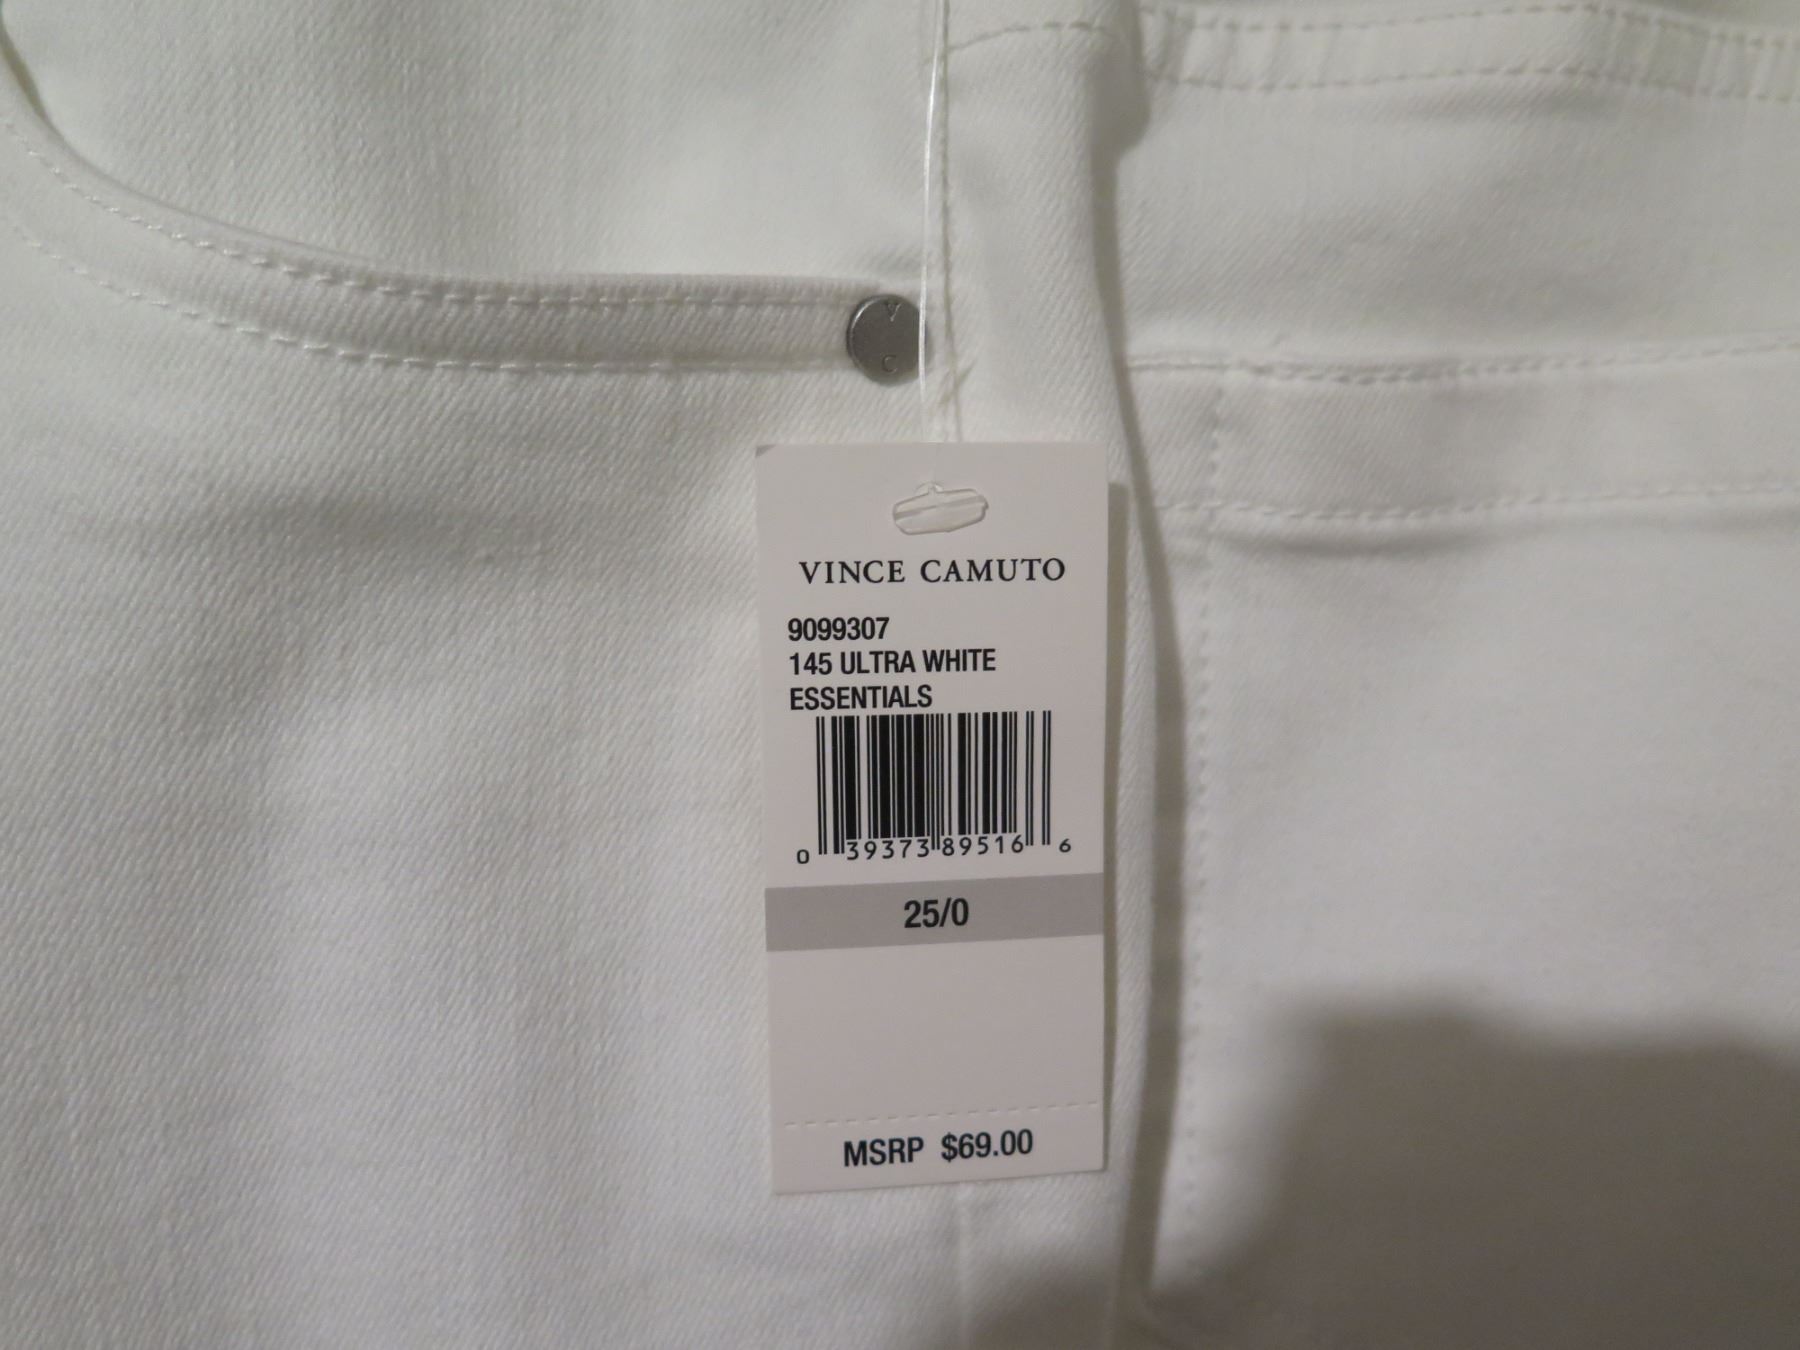 V
C
VINCE CAMUTO
9099307
145 ULTRA WHITE
ESSENTIALS
0 39373 89516 6
25/0
MSRP $69.00